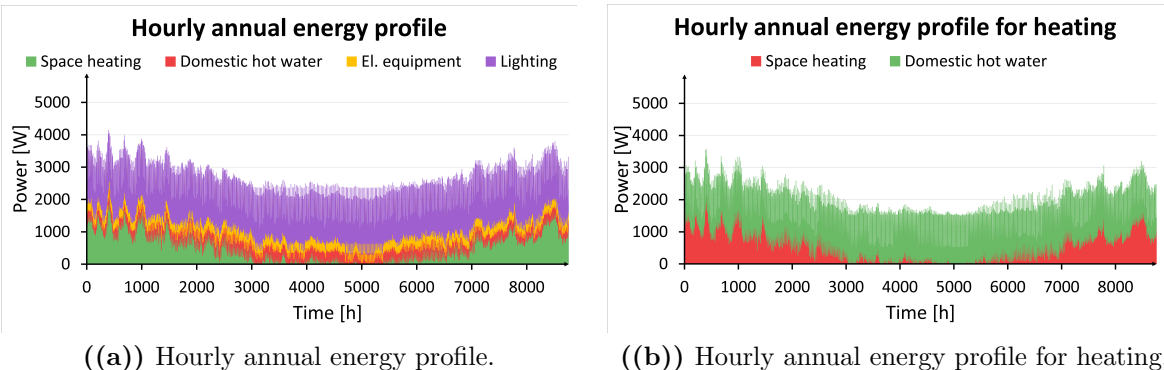 Hourly annual energy profile
Space heating Domestic hot water El. equipment Lighting
Power [W]
5000
4000
3000
2000
1000
0
0 1000 2000 3000 4000 5000 6000 7000 8000
Time [h]
((a)) Hourly annual energy profile.
Hourly annual energy profile for heating
Space heating Domestic hot water
Power [W]
5000
4000
3000
2000
1000
0
0 1000 2000 3000 4000 5000 6000 7000 8000
Time [h]
((b)) Hourly annual energy profile for heating